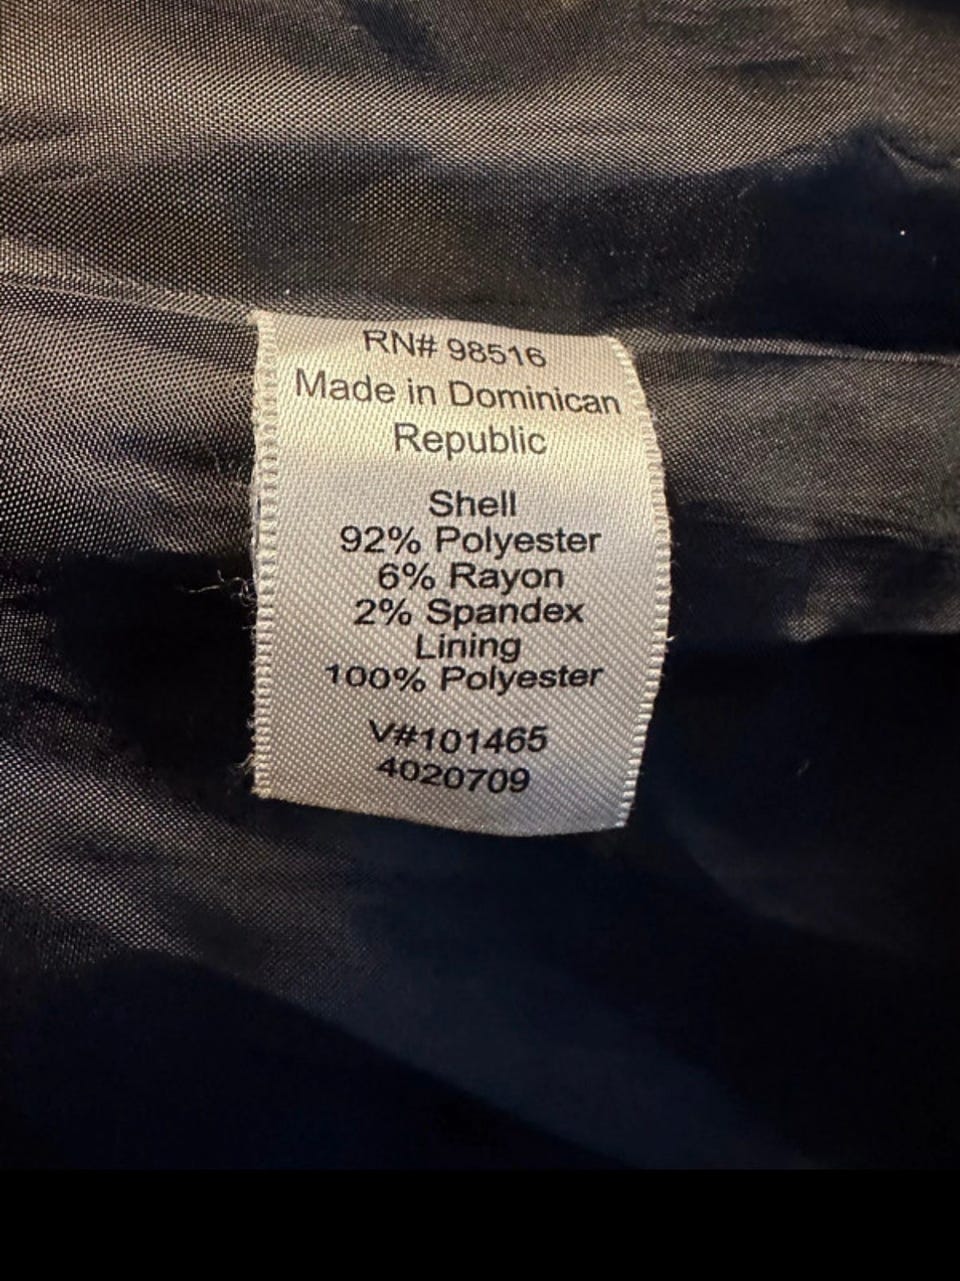 RN# 98516
Made in Dominican
Republic
Shell
92% Polyester
6% Rayon
2% Spandex
Lining
100% Polyester
V#101465
4020709